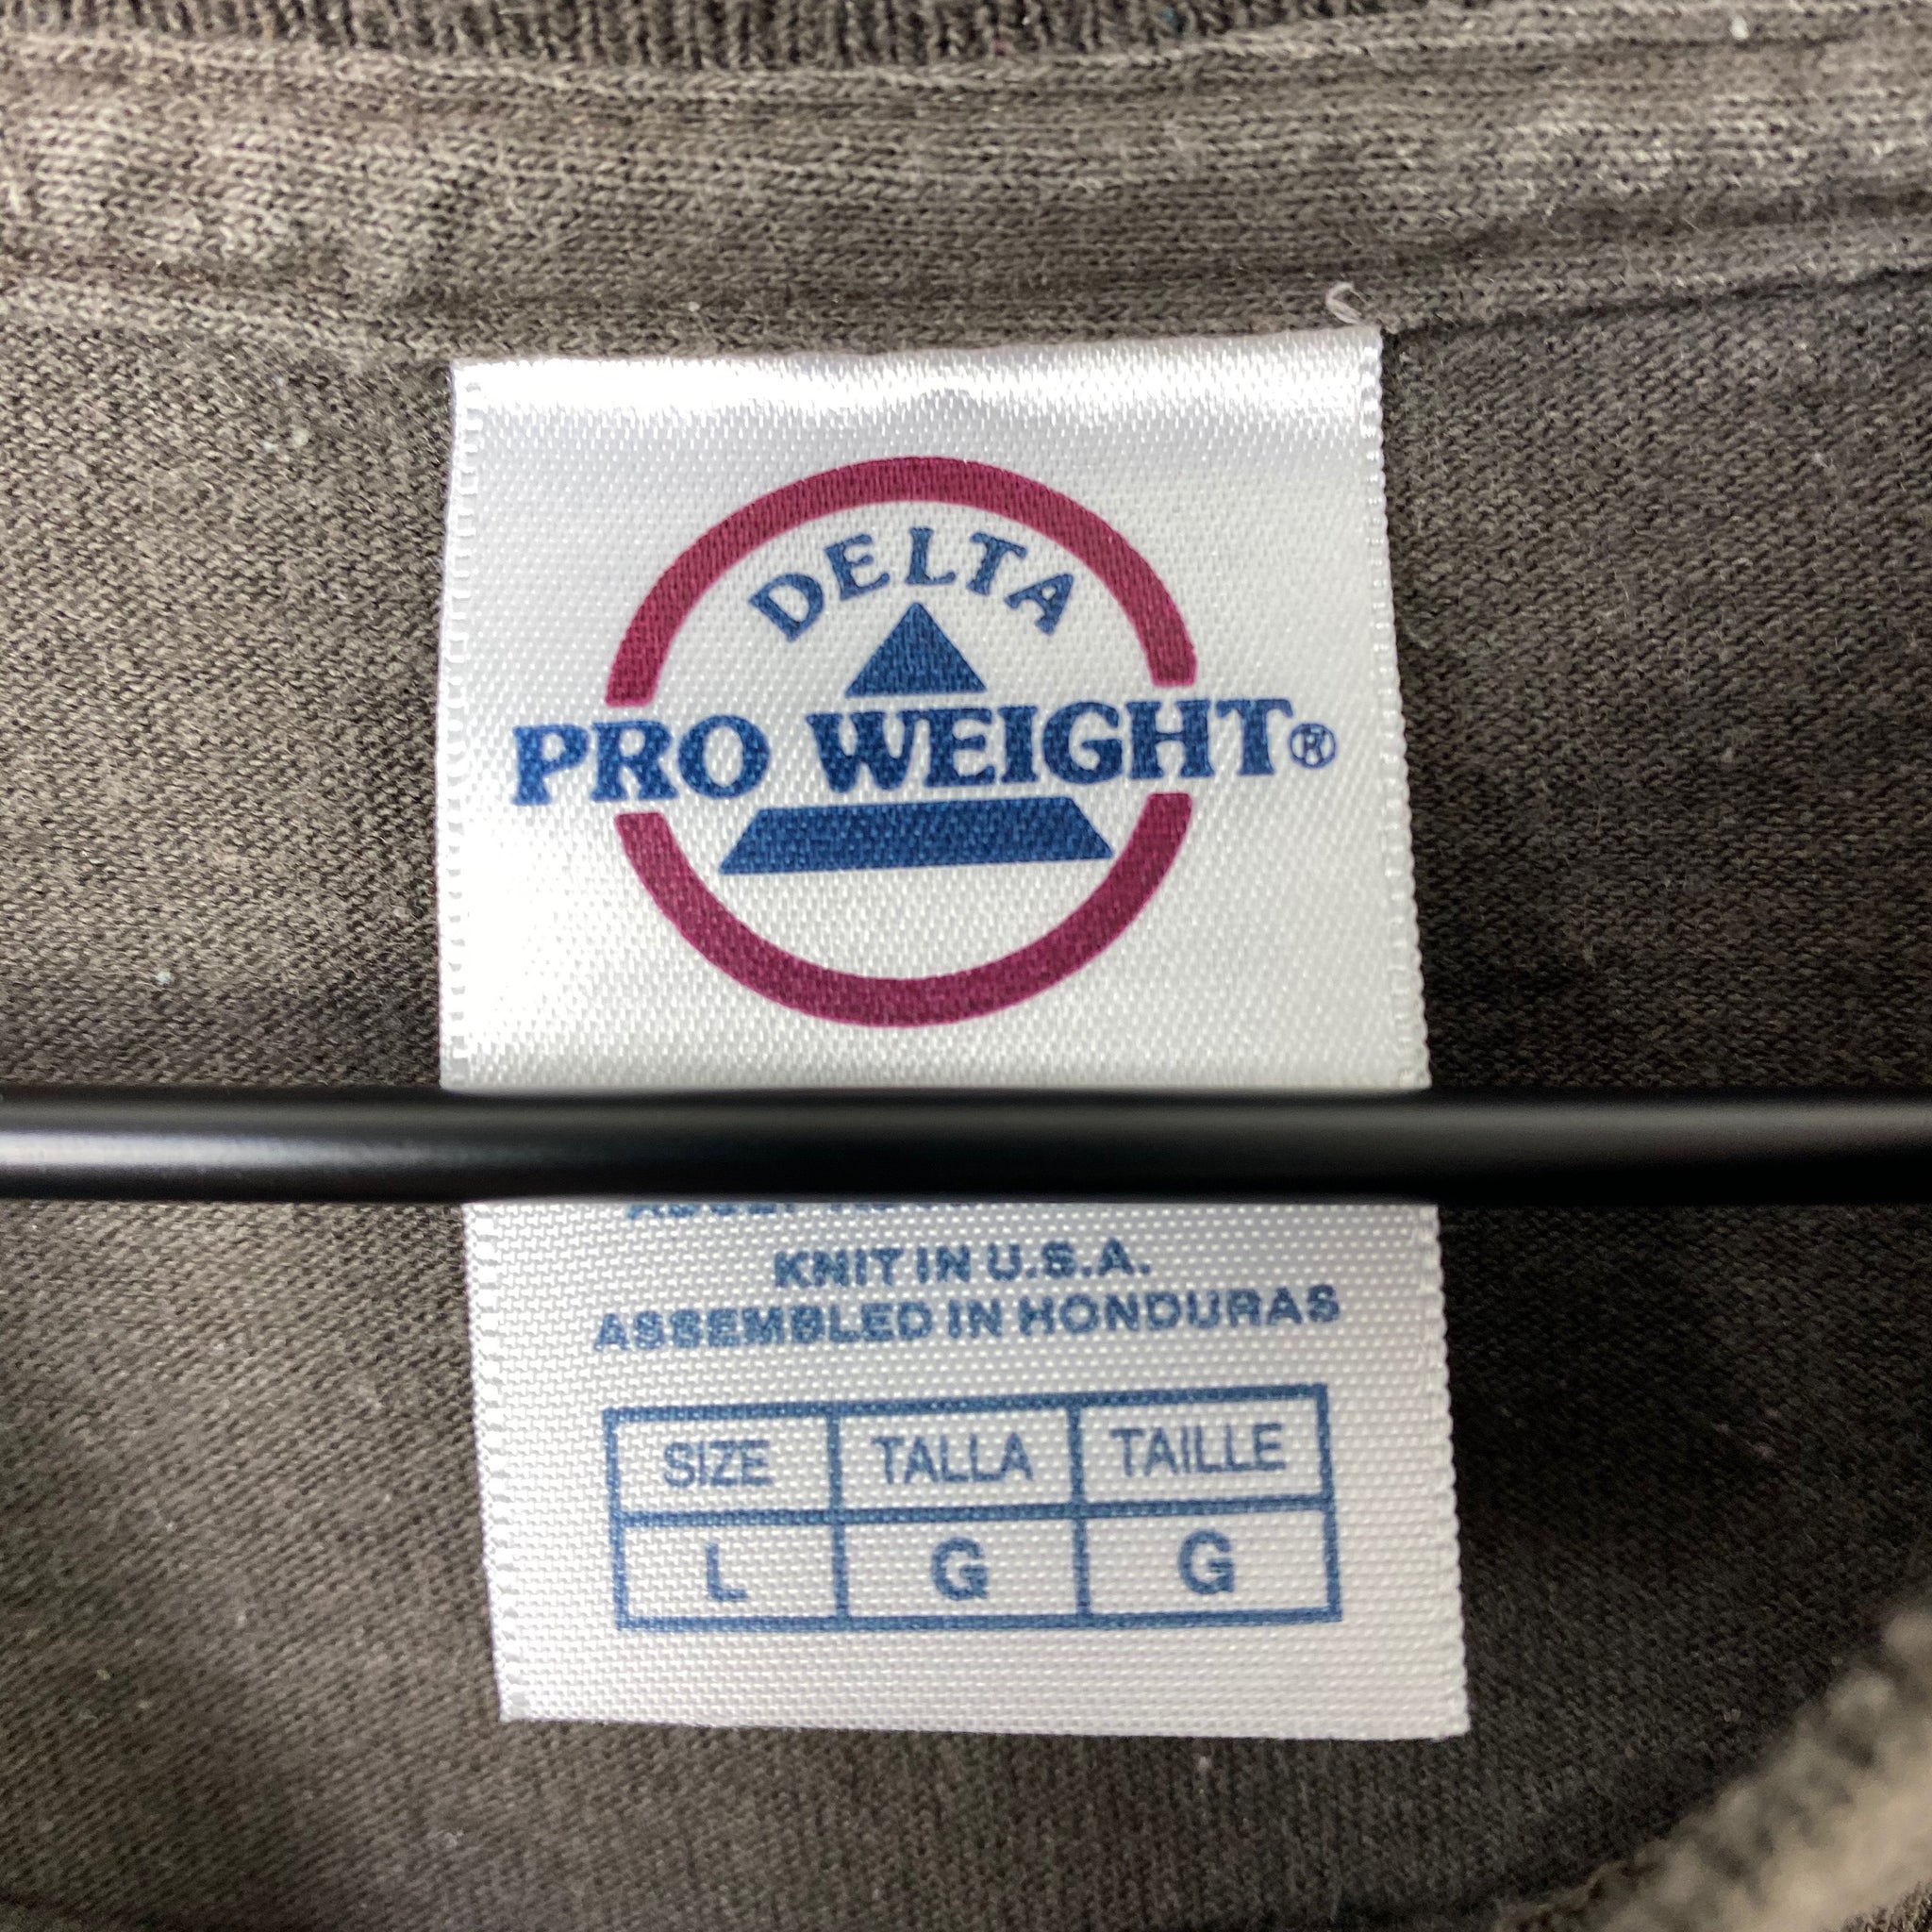 DELTA
PRO WEIGHT®
KNIT IN U.S.A.
ASSEMBLED IN HONDURAS
SIZE TALLA TAILLE
L G G